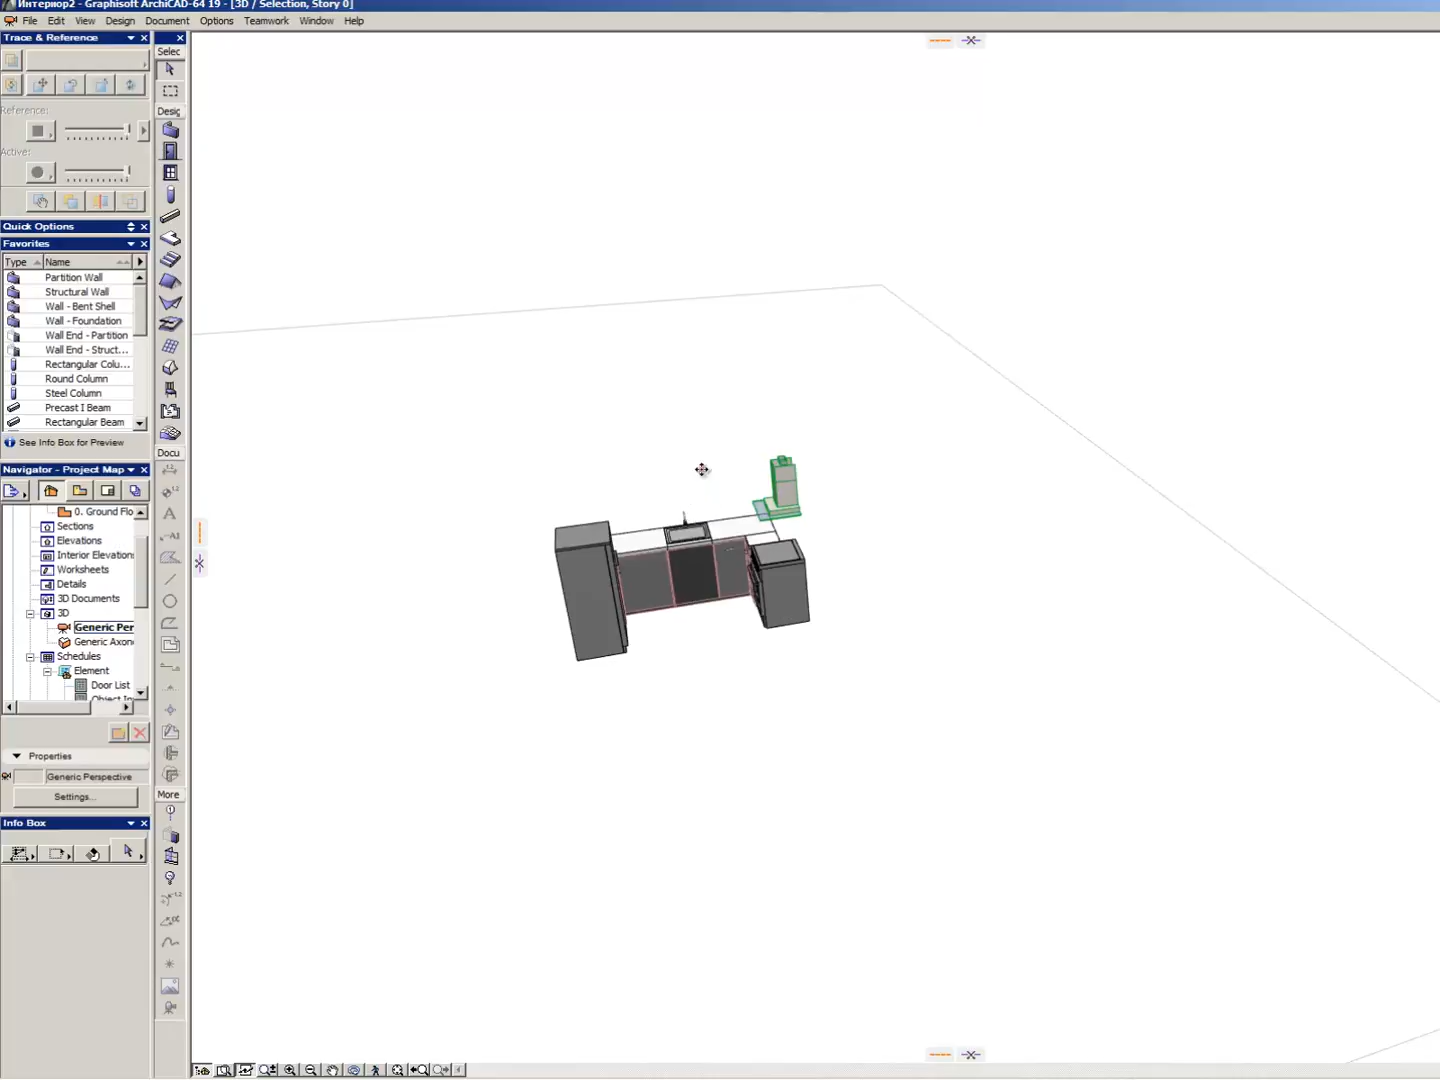 Интериор2 - Graphisoft ArchiCAD-64 19 - [3D / Selection, Story 0]
File Edit View Design Document Options Teamwork Window Help
Trace & Reference
Selec
Reference:
Desig
Active:
Quick Options
Favorites
Type Name
Partition Wall
Structural Wall
Wall - Bent Shell
Wall - Foundation
Wall End - Partition
Wall End - Struct...
Rectangular Colu...
Round Column
Steel Column
Precast I Beam
Rectangular Beam
See Info Box for Preview
Docu
Navigator - Project Map
0. Ground Flo
Sections
Elevations
Interior Elevation
Worksheets
Details
3D Documents
3D
Generic Per
Generic Axon
Schedules
Element
Door List
Properties
Generic Perspective
More
Settings...
Info Box